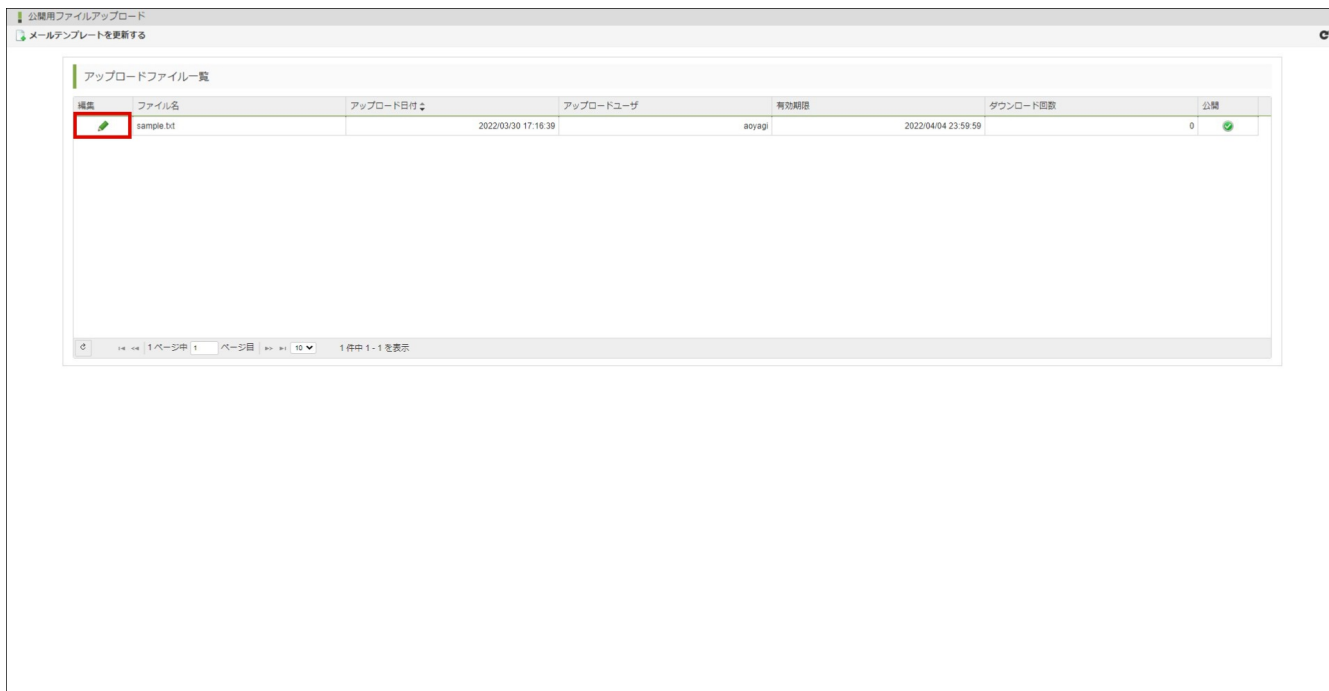 公開用ファイルアップロード
メールテンプレートを更新する
アップロードファイル一覧
編集 ファイル名 アップロード日付 アップロードユーザ 有効期限 ダウンロード回数 公開
sample.txt 2022/03/30 17:16:39 aoyagi 2022/04/04 23:59:59 0
1 ページ中 1 ページ目 10 1 件中 1 - 1 を表示